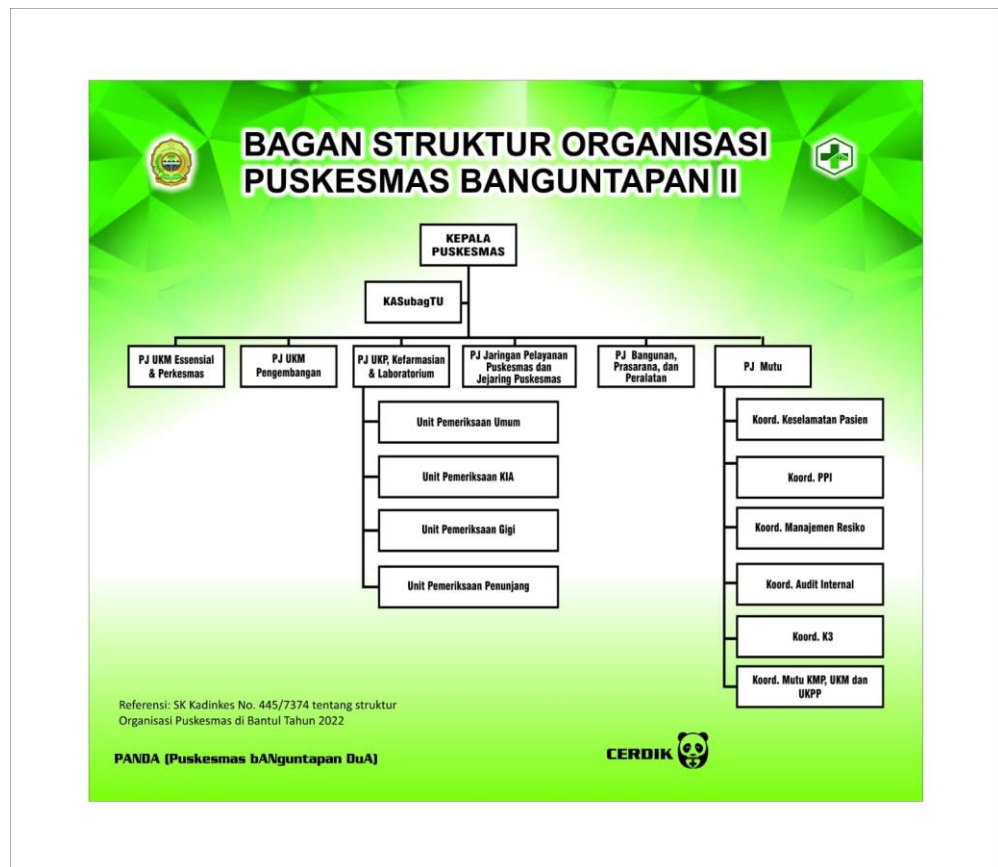 BAGAN STRUKTUR ORGANISASI
PUSKESMAS BANGUNTAPAN II
KEPALA
PUSKESMAS
KASubagTU
PJ UKM Essensial
& Perkesmas
PJ UKM
Pengembangan
PJ UKP, Kefarmasian
& Laboratorium
PJ Jaringan Pelayanan
Puskesmas dan
Jejaring Puskesmas
PJ Bangunan,
Prasarana, dan
Peralatan
PJ Mutu
Unit Pemeriksaan Umum
Unit Pemeriksaan KIA
Unit Pemeriksaan Gigi
Unit Pemeriksaan Penunjang
Koord. Keselamatan Pasien
Koord. PPI
Koord. Manajemen Resiko
Koord. Audit Internal
Koord. K3
Koord. Mutu KMP, UKM dan
UKPP
Referensi: SK Kadinkes No. 445/7374 tentang struktur
Organisasi Puskesmas di Bantul Tahun 2022
PANDA (Puskesmas bANguntapan DuA)
CERDIK